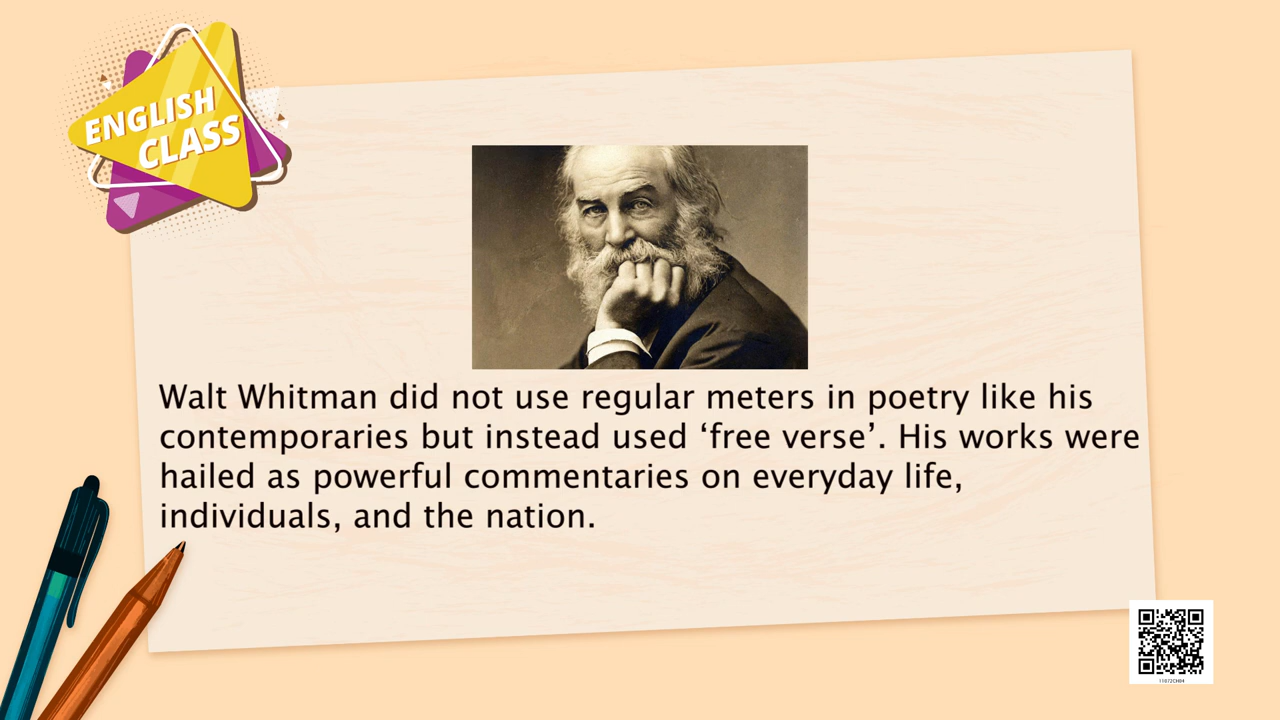 ENGLISH
CLASS
Walt Whitman did not use regular meters in poetry like his
contemporaries but instead used ‘free verse’. His works were
hailed as powerful commentaries on everyday life,
individuals, and the nation.
11072CH04